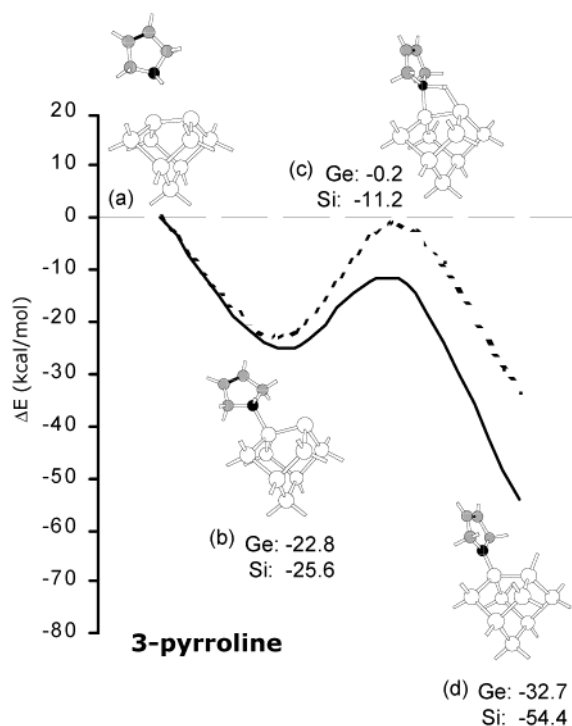 20
10
0
-10
-20
-30
-40
-50
-60
-70
-80
ΔE (kcal/mol)
(a)
(c) Ge: -0.2
Si: -11.2
(b) Ge: -22.8
Si: -25.6
3-pyrroline
(d) Ge: -32.7
Si: -54.4